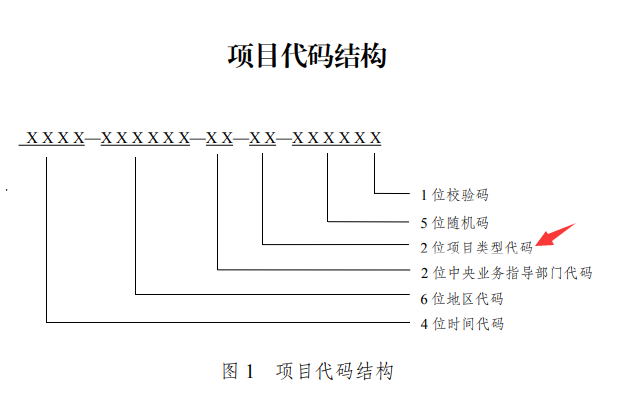 项目代码结构
XXXX—XXXXXX—XX—XX—XXXXXX
1 位校验码
5 位随机码
2 位项目类型代码
2 位中央业务指导部门代码
6 位地区代码
4 位时间代码
图 1 项目代码结构